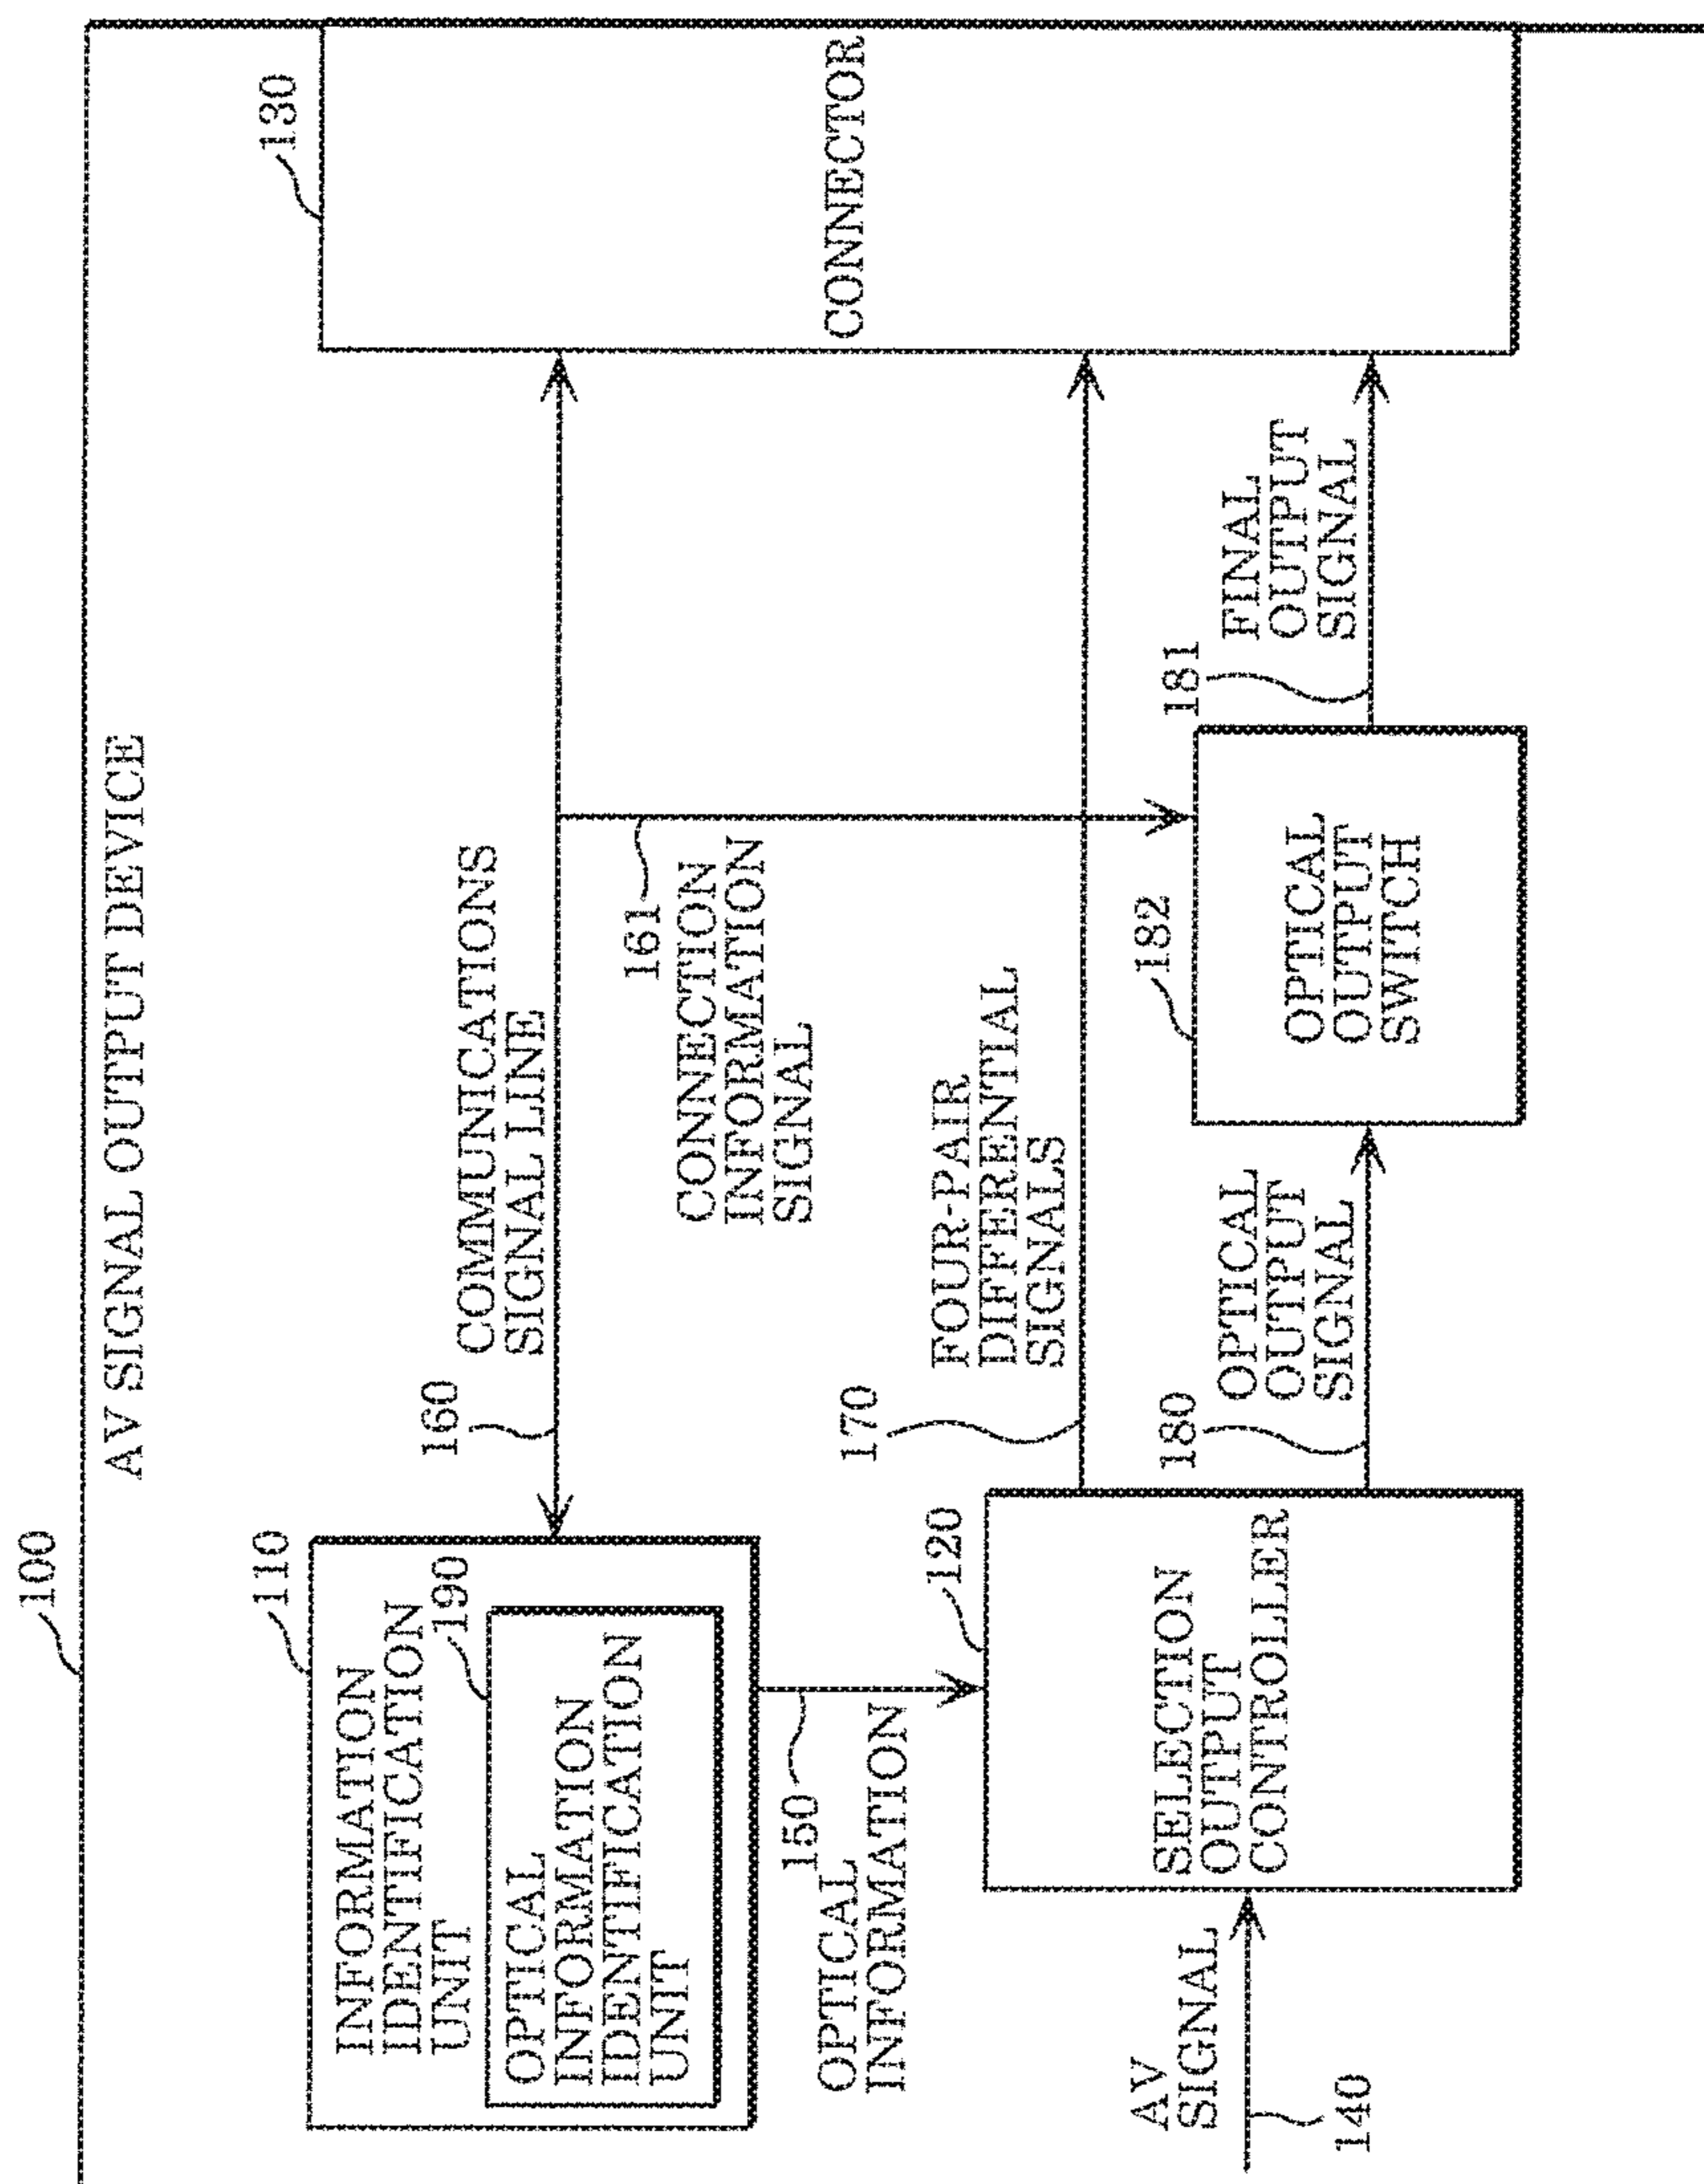 100
AV SIGNAL OUTPUT DEVICE
110
INFORMATION
IDENTIFICATION
UNIT
190
OPTICAL
INFORMATION
IDENTIFICATION
UNIT
160
COMMUNICATIONS
SIGNAL LINE
130
CONNECTOR
161
CONNECTION
INFORMATION
SIGNAL
150
OPTICAL
INFORMATION
120
SELECTION
OUTPUT
CONTROLLER
170
FOUR-PAIR
DIFFERENTIAL
SIGNALS
AV
SIGNAL
140
180
OPTICAL
OUTPUT
SIGNAL
182
OPTICAL
OUTPUT
SWITCH
181
FINAL
OUTPUT
SIGNAL